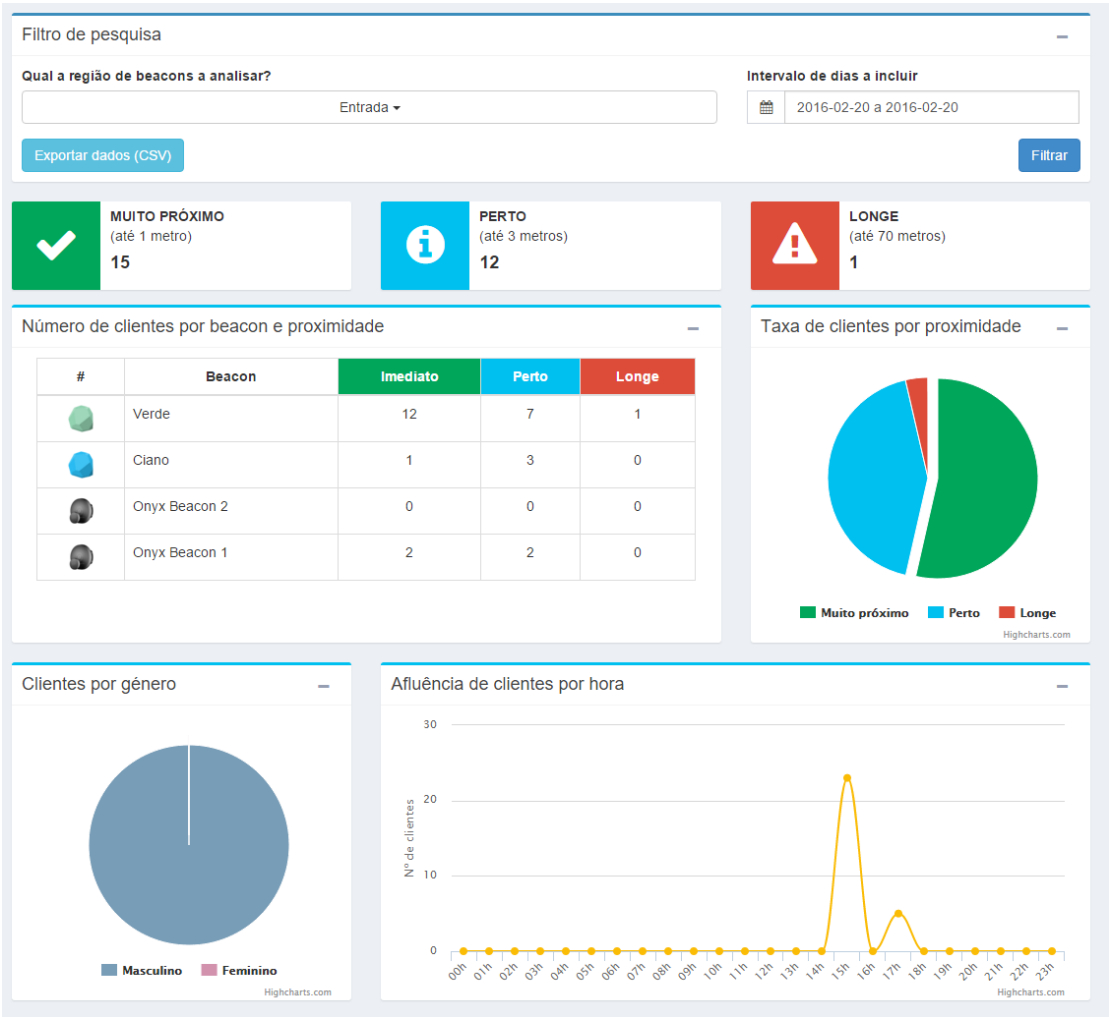 Filtro de pesquisa
Qual a região de beacons a analisar?
Intervalo de dias a incluir
Entrada
2016-02-20 a 2016-02-20
Exportar dados (CSV)
Filtrar
MUITO PRÓXIMO
(até 1 metro)
15
PERTO
(até 3 metros)
12
LONGE
(até 70 metros)
1
Número de clientes por beacon e proximidade
# Beacon Imediato Perto Longe
Verde 12 7 1
Ciano 1 3 0
Onyx Beacon 2 0 0 0
Onyx Beacon 1 2 2 0
Taxa de clientes por proximidade
Muito próximo Perto Longe
Highcharts.com
Clientes por género
Masculino Feminino
Highcharts.com
Afluência de clientes por hora
Nº de clientes
30
20
10
0
00h 01h 02h 03h 04h 05h 06h 07h 08h 09h 10h 11h 12h 13h 14h 15h 16h 17h 18h 19h 20h 21h 22h 23h
Highcharts.com